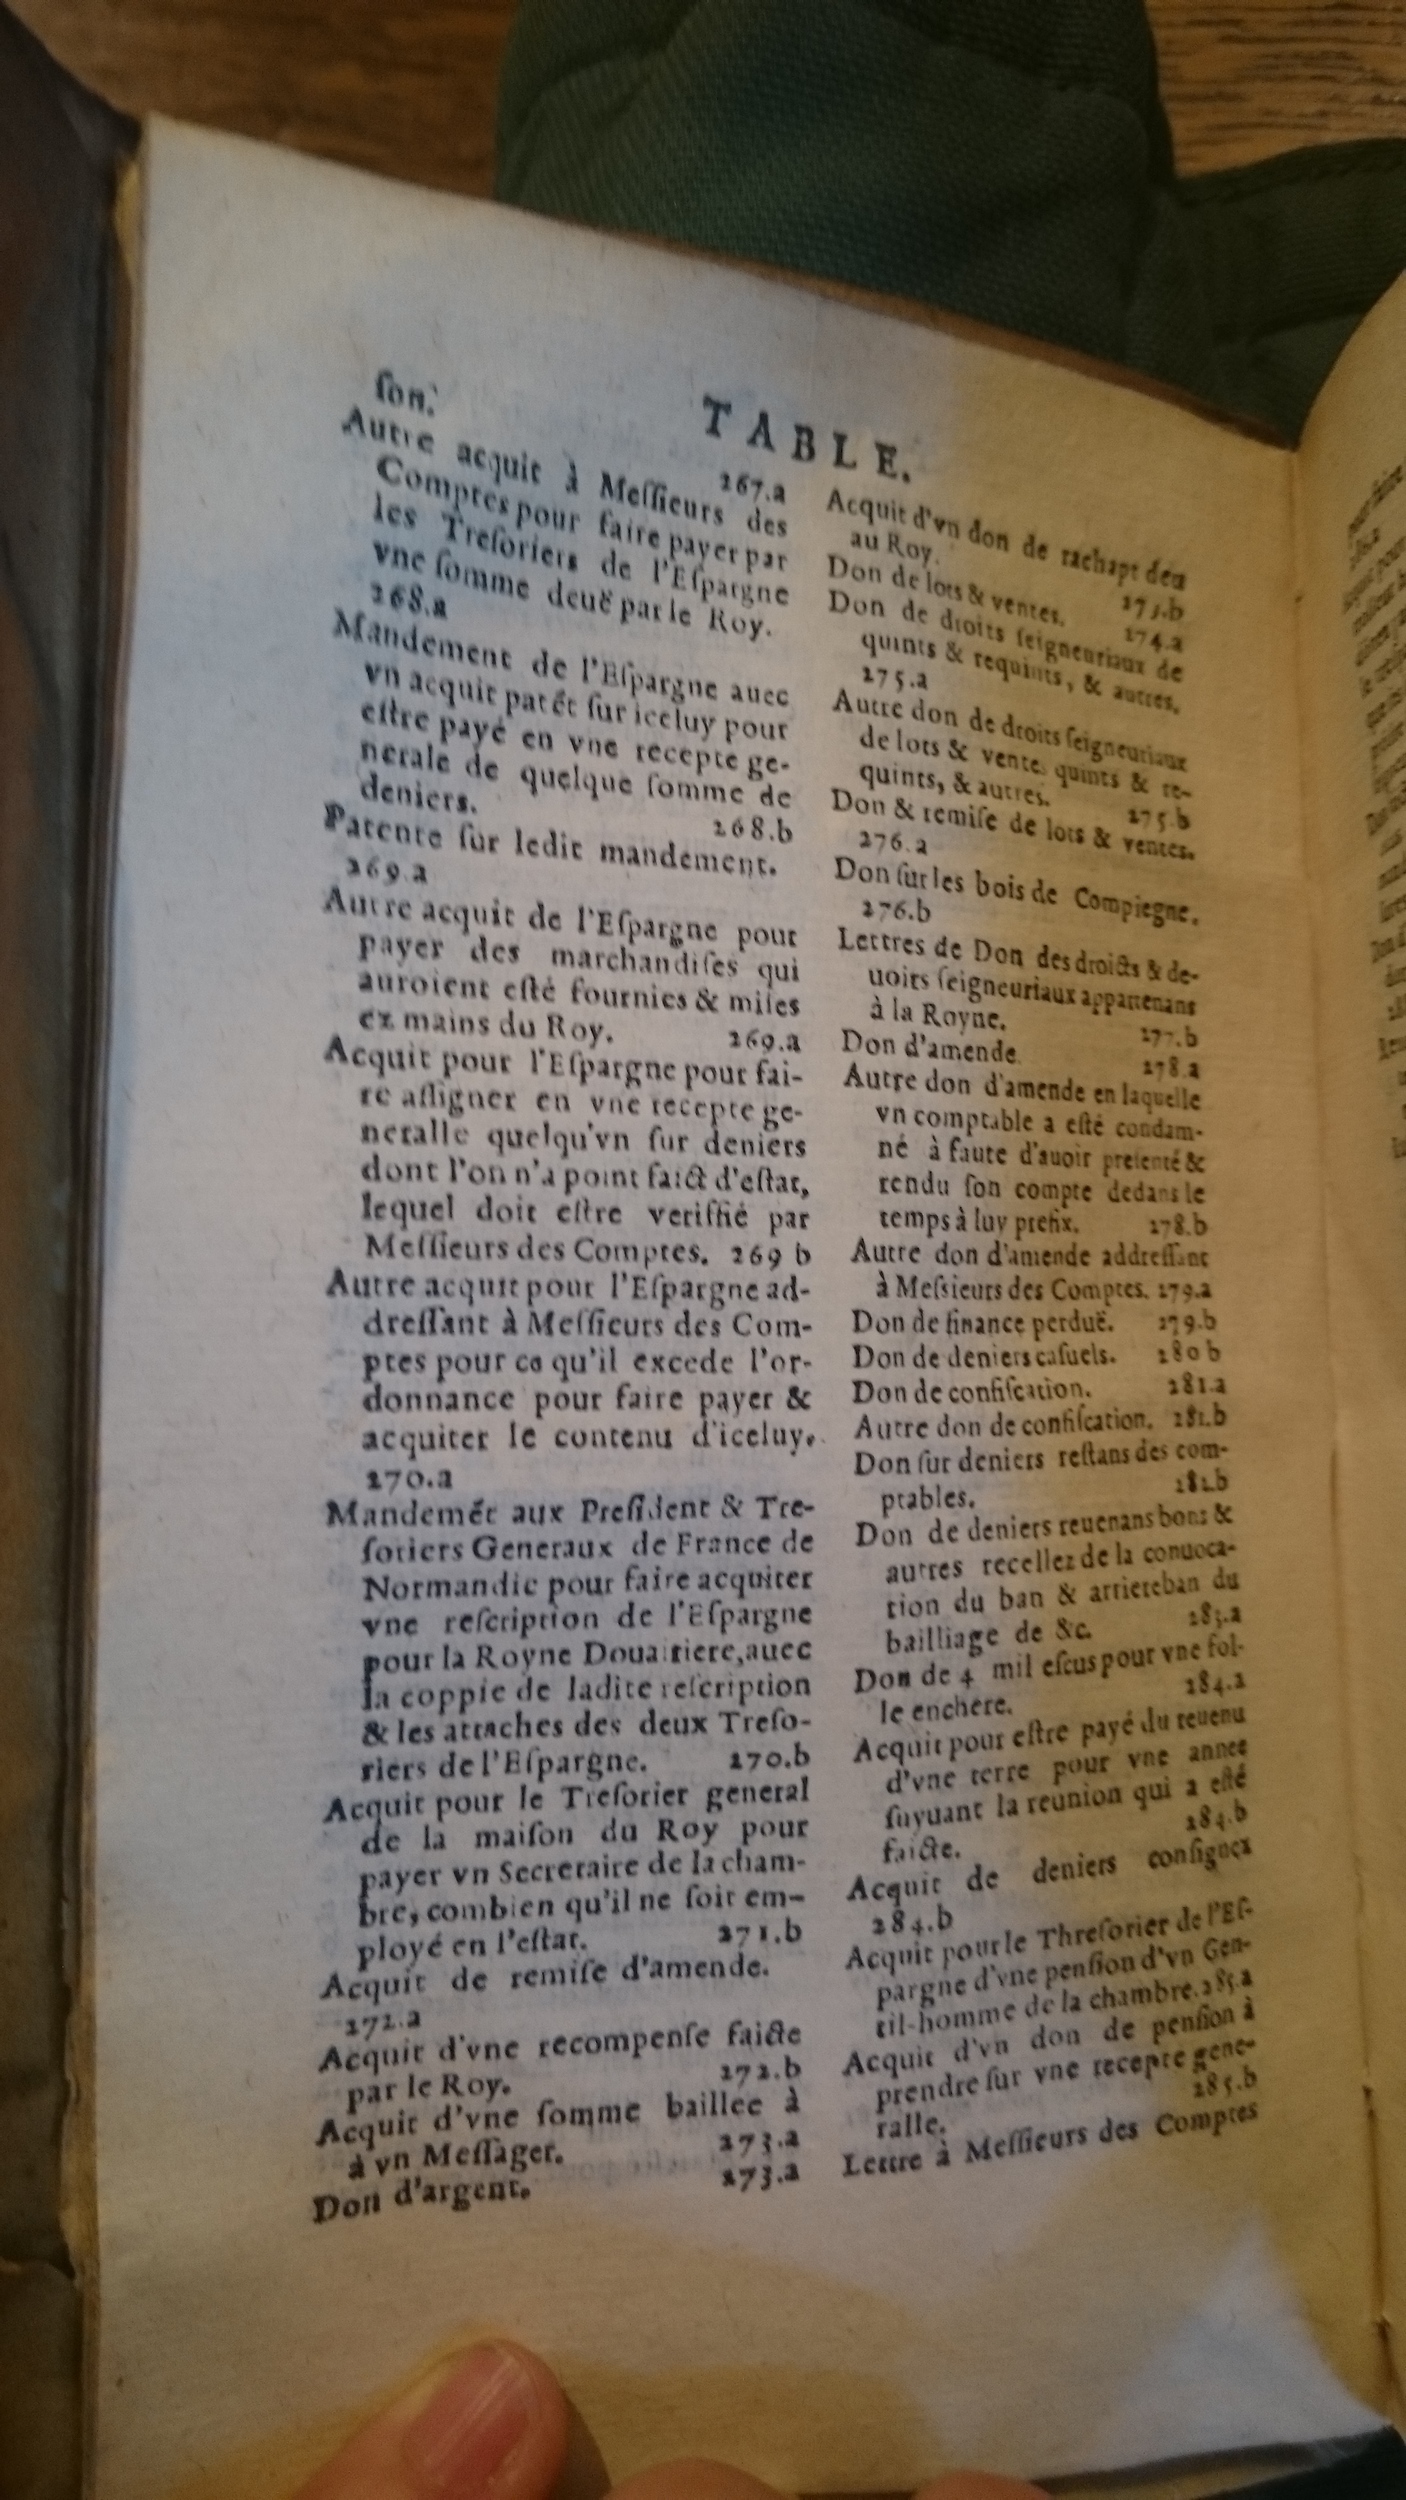 TABLE.
ſon. 267.a
Autre acquit à Meſſieurs des
Comptes pour faire payer par
les Treſoriers de l'Eſpargne
vne ſomme deuë par le Roy.
268.a
Mandement de l'Eſpargne auec
vn acquit patẽt ſur iceluy pour
eſtre payé en vne recepte ge-
nerale de quelque ſomme de
deniers. 268.b
Patente ſur ledit mandement.
269.a
Autre acquit de l'Eſpargne pour
payer des marchandiſes qui
auroient eſté fournies & miſes
ez mains du Roy. 269.a
Acquit pour l'Eſpargne pour fai-
re aſſigner en vne recepte ge-
neralle quelqu'vn ſur deniers
dont l'on n'a point faict d'eſtat,
lequel doit eſtre veriffié par
Meſſieurs des Comptes. 269 b
Autre acquit pour l'Eſpargne ad-
dreſſant à Meſſieurs des Com-
ptes pour ce qu'il excede l'or-
donnance pour faire payer &
acquiter le contenu d'iceluy.
270.a
Mandemẽt aux Preſident & Tre-
ſoriers Generaux de France de
Normandie pour faire acquiter
vne reſcription de l'Eſpargne
pour la Royne Douairiere, auec
la coppie de ladite reſcription
& les attaches des deux Treſo-
riers de l'Eſpargne. 270.b
Acquit pour le Treſorier general
de la maiſon du Roy pour
payer vn Secretaire de la cham-
bre, combien qu'il ne ſoit em-
ployé en l'eſtat. 271.b
Acquit de remiſe d'amende.
272.a
Acquit d'vne recompenſe faicte
par le Roy. 272.b
Acquit d'vne ſomme baillee à
à vn Meſſager. 273.a
Don d'argent. 273.a
Acquit d'vn don de rachapt deu
au Roy. 273.b
Don de lots & ventes. 174.a
Don de droits ſeigneuriaux de
quints & requints, & autres.
275.a
Autre don de droits ſeigneuriaux
de lots & vente, quints & re-
quints, & autres. 275.b
Don & remiſe de lots & ventes.
276.a
Don ſur les bois de Compiegne.
276.b
Lettres de Don des droicts & de-
uoirs ſeigneuriaux appartenans
à la Royne. 277.b
Don d'amende. 278.a
Autre don d'amende en laquelle
vn comptable a eſté condam-
né à faute d'auoir preſenté &
rendu ſon compte dedans le
temps à luy prefix. 278.b
Autre don d'amende addreſſant
à Meſsieurs des Comptes. 279.a
Don de finance perduë. 279.b
Don de deniers caſuels. 280 b
Don de confiſcation. 281.a
Autre don de confiſcation. 281.b
Don ſur deniers reſtans des com-
ptables. 282.b
Don de deniers reuenans bons &
autres recellez de la conuoca-
tion du ban & arriereban du
bailliage de &c. 283.a
Don de 4 mil eſcus pour vne fol-
le enchere. 284.a
Acquit pour eſtre payé du reuenu
d'vne terre pour vne annee
ſuyuant la reünion qui a eſté
faicte. 284.b
Acquit de deniers conſignez
284.b
Acquit pour le Threſorier de l'Eſ-
pargne d'vne penſion d'vn Gen-
til-homme de la chambre. 285.a
Acquit d'vn don de penſion à
prendre ſur vne recepte gene-
ralle. 285.b
Lettre à Meſſieurs des Comptes